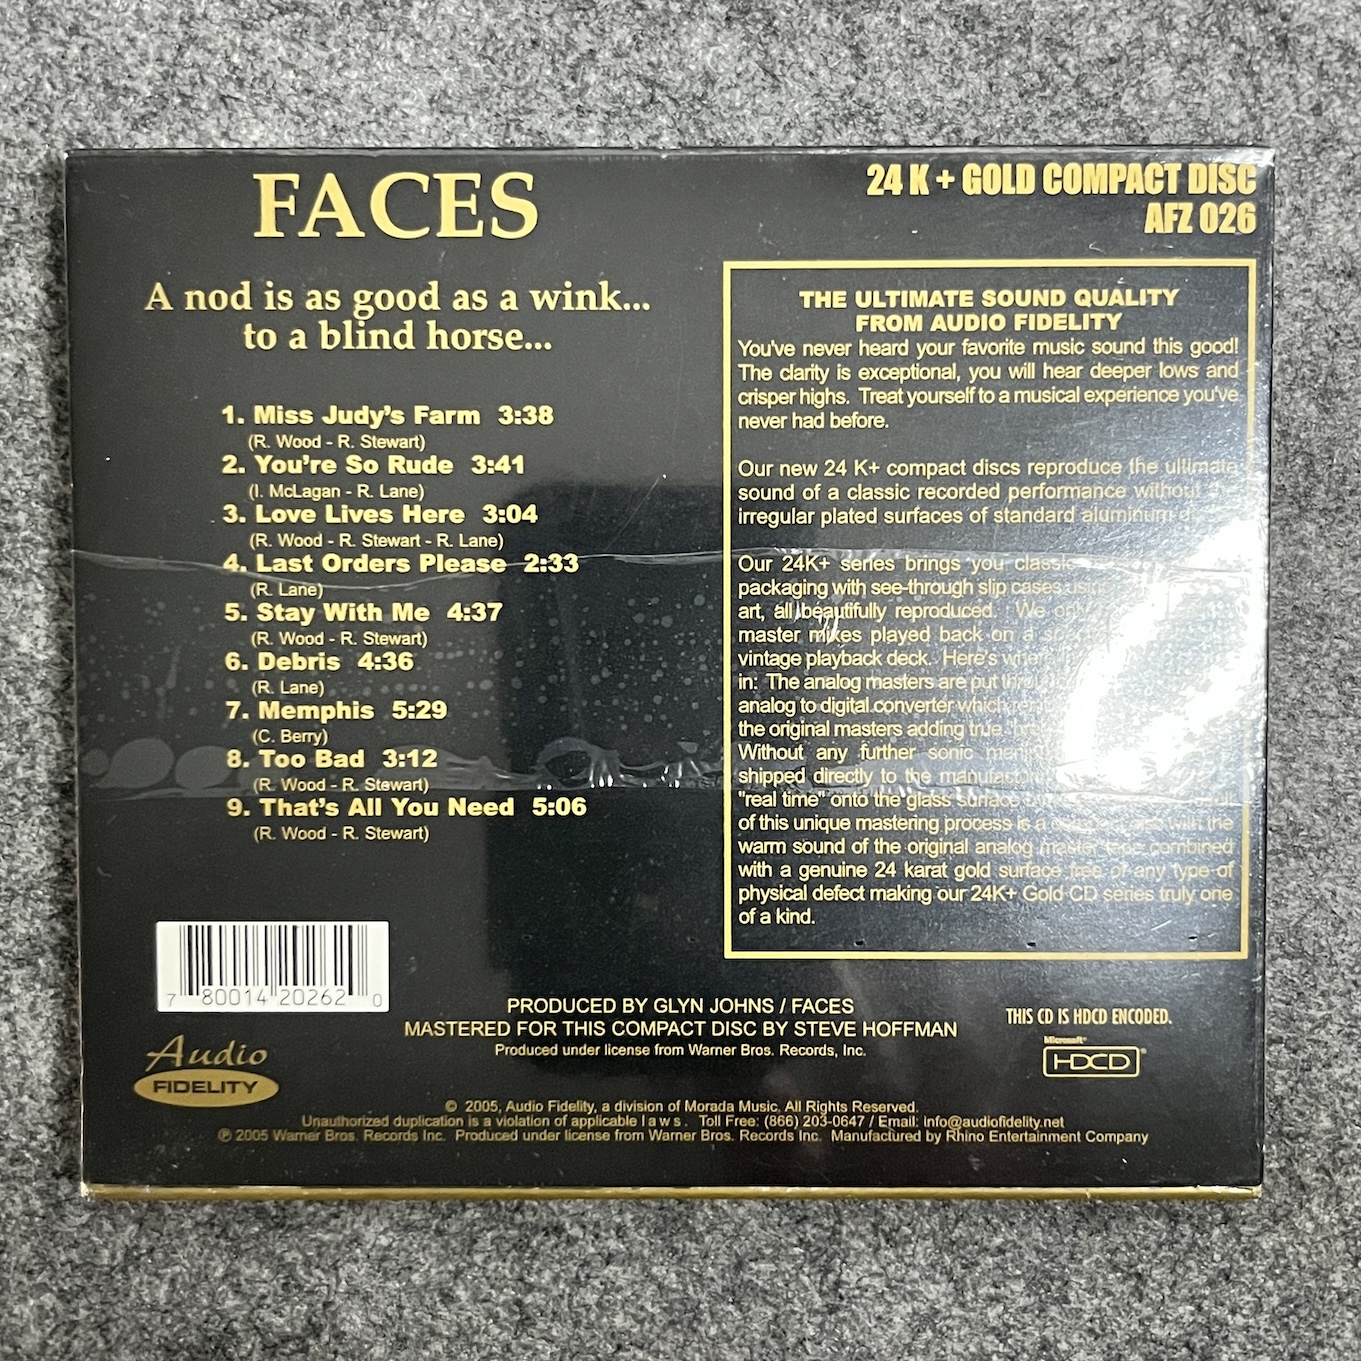 FACES
A nod is as good as a wink...
to a blind horse...
1. Miss Judy's Farm 3:38
(R. Wood - R. Stewart)
2. You're So Rude 3:41
(I. McLagan - R. Lane)
3. Love Lives Here 3:04
(R. Wood - R. Stewart - R. Lane)
4. Last Orders Please 2:33
(R. Lane)
5. Stay With Me 4:37
(R. Wood - R. Stewart)
6. Debris 4:36
(R. Lane)
7. Memphis 5:29
(C. Berry)
8. Too Bad 3:12
(R. Wood - R. Stewart)
9. That's All You Need 5:06
(R. Wood - R. Stewart)
24 K + GOLD COMPACT DISC
AFZ 026
THE ULTIMATE SOUND QUALITY
FROM AUDIO FIDELITY
You've never heard your favorite music sound this good!
The clarity is exceptional, you will hear deeper lows and
crisper highs. Treat yourself to a musical experience you've
never had before.
Our new 24 K+ compact discs reproduce the ultimate
sound of a classic recorded performance without the
irregular plated surfaces of standard aluminum
Our 24K+ series brings you classic
packaging with see-through slip cases using
art, all beautifully reproduced. We only
master mixes played back on a
vintage playback deck. Here's
in: The analog masters are put
analog to digital converter which
the original masters adding true
Without any further sonic
shipped directly to the
"real time" onto the glass surface
of this unique mastering process is a with the
warm sound of the original analog master tape combined
with a genuine 24 karat gold surface free of any type of
physical defect making our 24K+ Gold CD series truly one
of a kind.
7 80014 20262 0
PRODUCED BY GLYN JOHNS / FACES
MASTERED FOR THIS COMPACT DISC BY STEVE HOFFMAN
Produced under license from Warner Bros. Records, Inc.
THIS CD IS HDCD ENCODED.
Microsoft®
HDCD®
Audio
FIDELITY
© 2005, Audio Fidelity, a division of Morada Music. All Rights Reserved.
Unauthorized duplication is a violation of applicable laws. Toll Free: (866) 203-0647 / Email: info@audiofidelity.net
℗ 2005 Warner Bros. Records Inc. Produced under license from Warner Bros. Records Inc. Manufactured by Rhino Entertainment Company